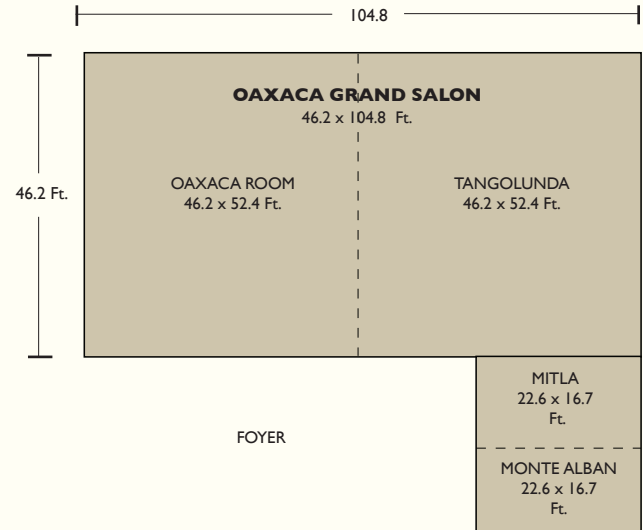 104.8
OAXACA GRAND SALON
46.2 x 104.8 Ft.
46.2 Ft.
OAXACA ROOM
46.2 x 52.4 Ft.
TANGOLUNDA
46.2 x 52.4 Ft.
MITLA
22.6 x 16.7
Ft.
FOYER
MONTE ALBAN
22.6 x 16.7
Ft.